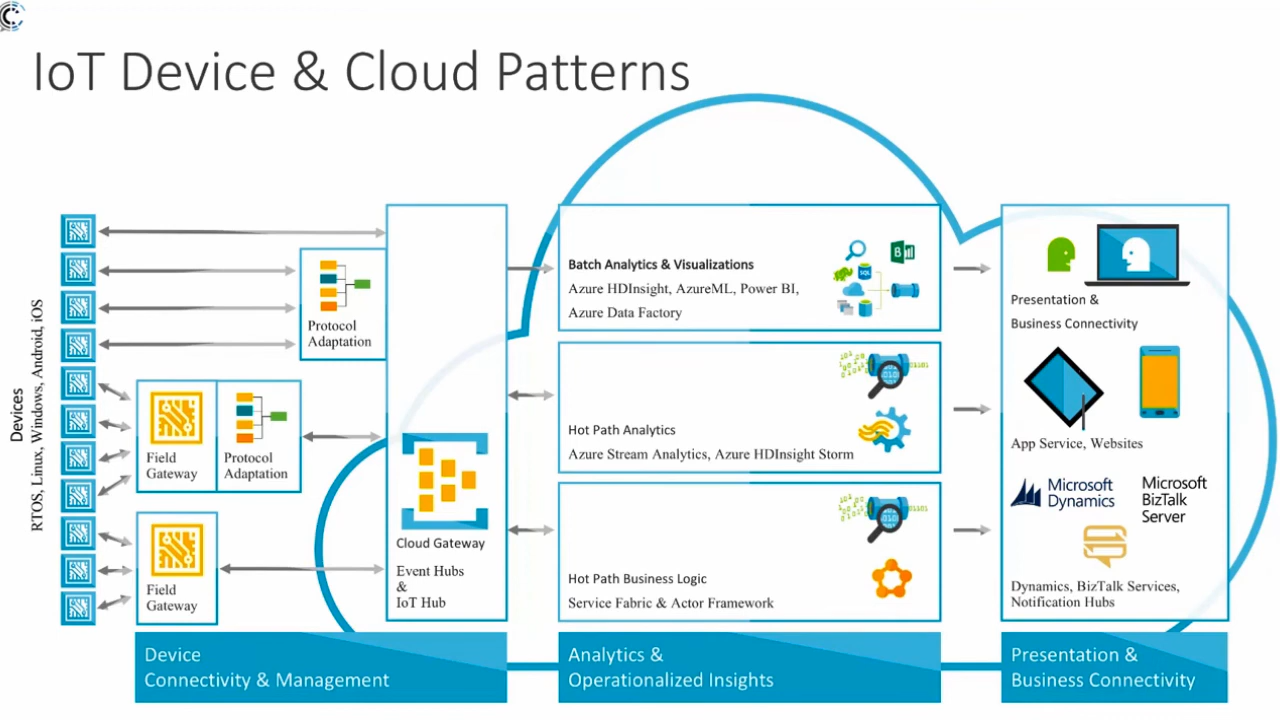 IoT Device & Cloud Patterns
Devices
RTOS, Linux, Windows, Android, iOS
Protocol
Adaptation
Field
Gateway
Protocol
Adaptation
Field
Gateway
Cloud Gateway
Event Hubs
&
IoT Hub
Batch Analytics & Visualizations
Azure HDInsight, AzureML, Power BI,
Azure Data Factory
SQL
B
Hot Path Analytics
Azure Stream Analytics, Azure HDInsight Storm
Hot Path Business Logic
Service Fabric & Actor Framework
Presentation &
Business Connectivity
App Service, Websites
Microsoft
Dynamics
Microsoft
BizTalk
Server
Dynamics, BizTalk Services,
Notification Hubs
Device
Connectivity & Management
Analytics &
Operationalized Insights
Presentation &
Business Connectivity